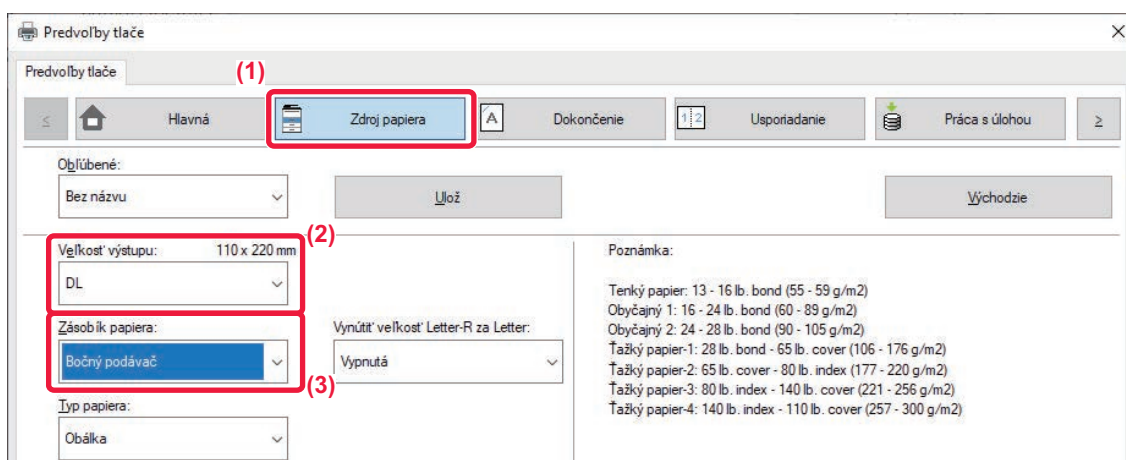 Predvoľby tlače
Predvoľby tlače
(1)
≤ Hlavná Zdroj papiera A Dokončenie 1 2 Usporiadanie Práca s úlohou ≥
Obľúbené:
Bez názvu Ulož Východzie
(2)
Veľkosť výstupu: 110 x 220 mm
DL
Zásobník papiera: Vynútiť veľkosť Letter-R za Letter:
Bočný podávač Vypnutá
(3)
Typ papiera:
Obálka
Poznámka:
Tenký papier: 13 - 16 lb. bond (55 - 59 g/m2)
Obyčajný 1: 16 - 24 lb. bond (60 - 89 g/m2)
Obyčajný 2: 24 - 28 lb. bond (90 - 105 g/m2)
Ťažký papier-1: 28 lb. bond - 65 lb. cover (106 - 176 g/m2)
Ťažký papier-2: 65 lb. cover - 80 lb. index (177 - 220 g/m2)
Ťažký papier-3: 80 lb. index - 140 lb. cover (221 - 256 g/m2)
Ťažký papier-4: 140 lb. index - 110 lb. cover (257 - 300 g/m2)